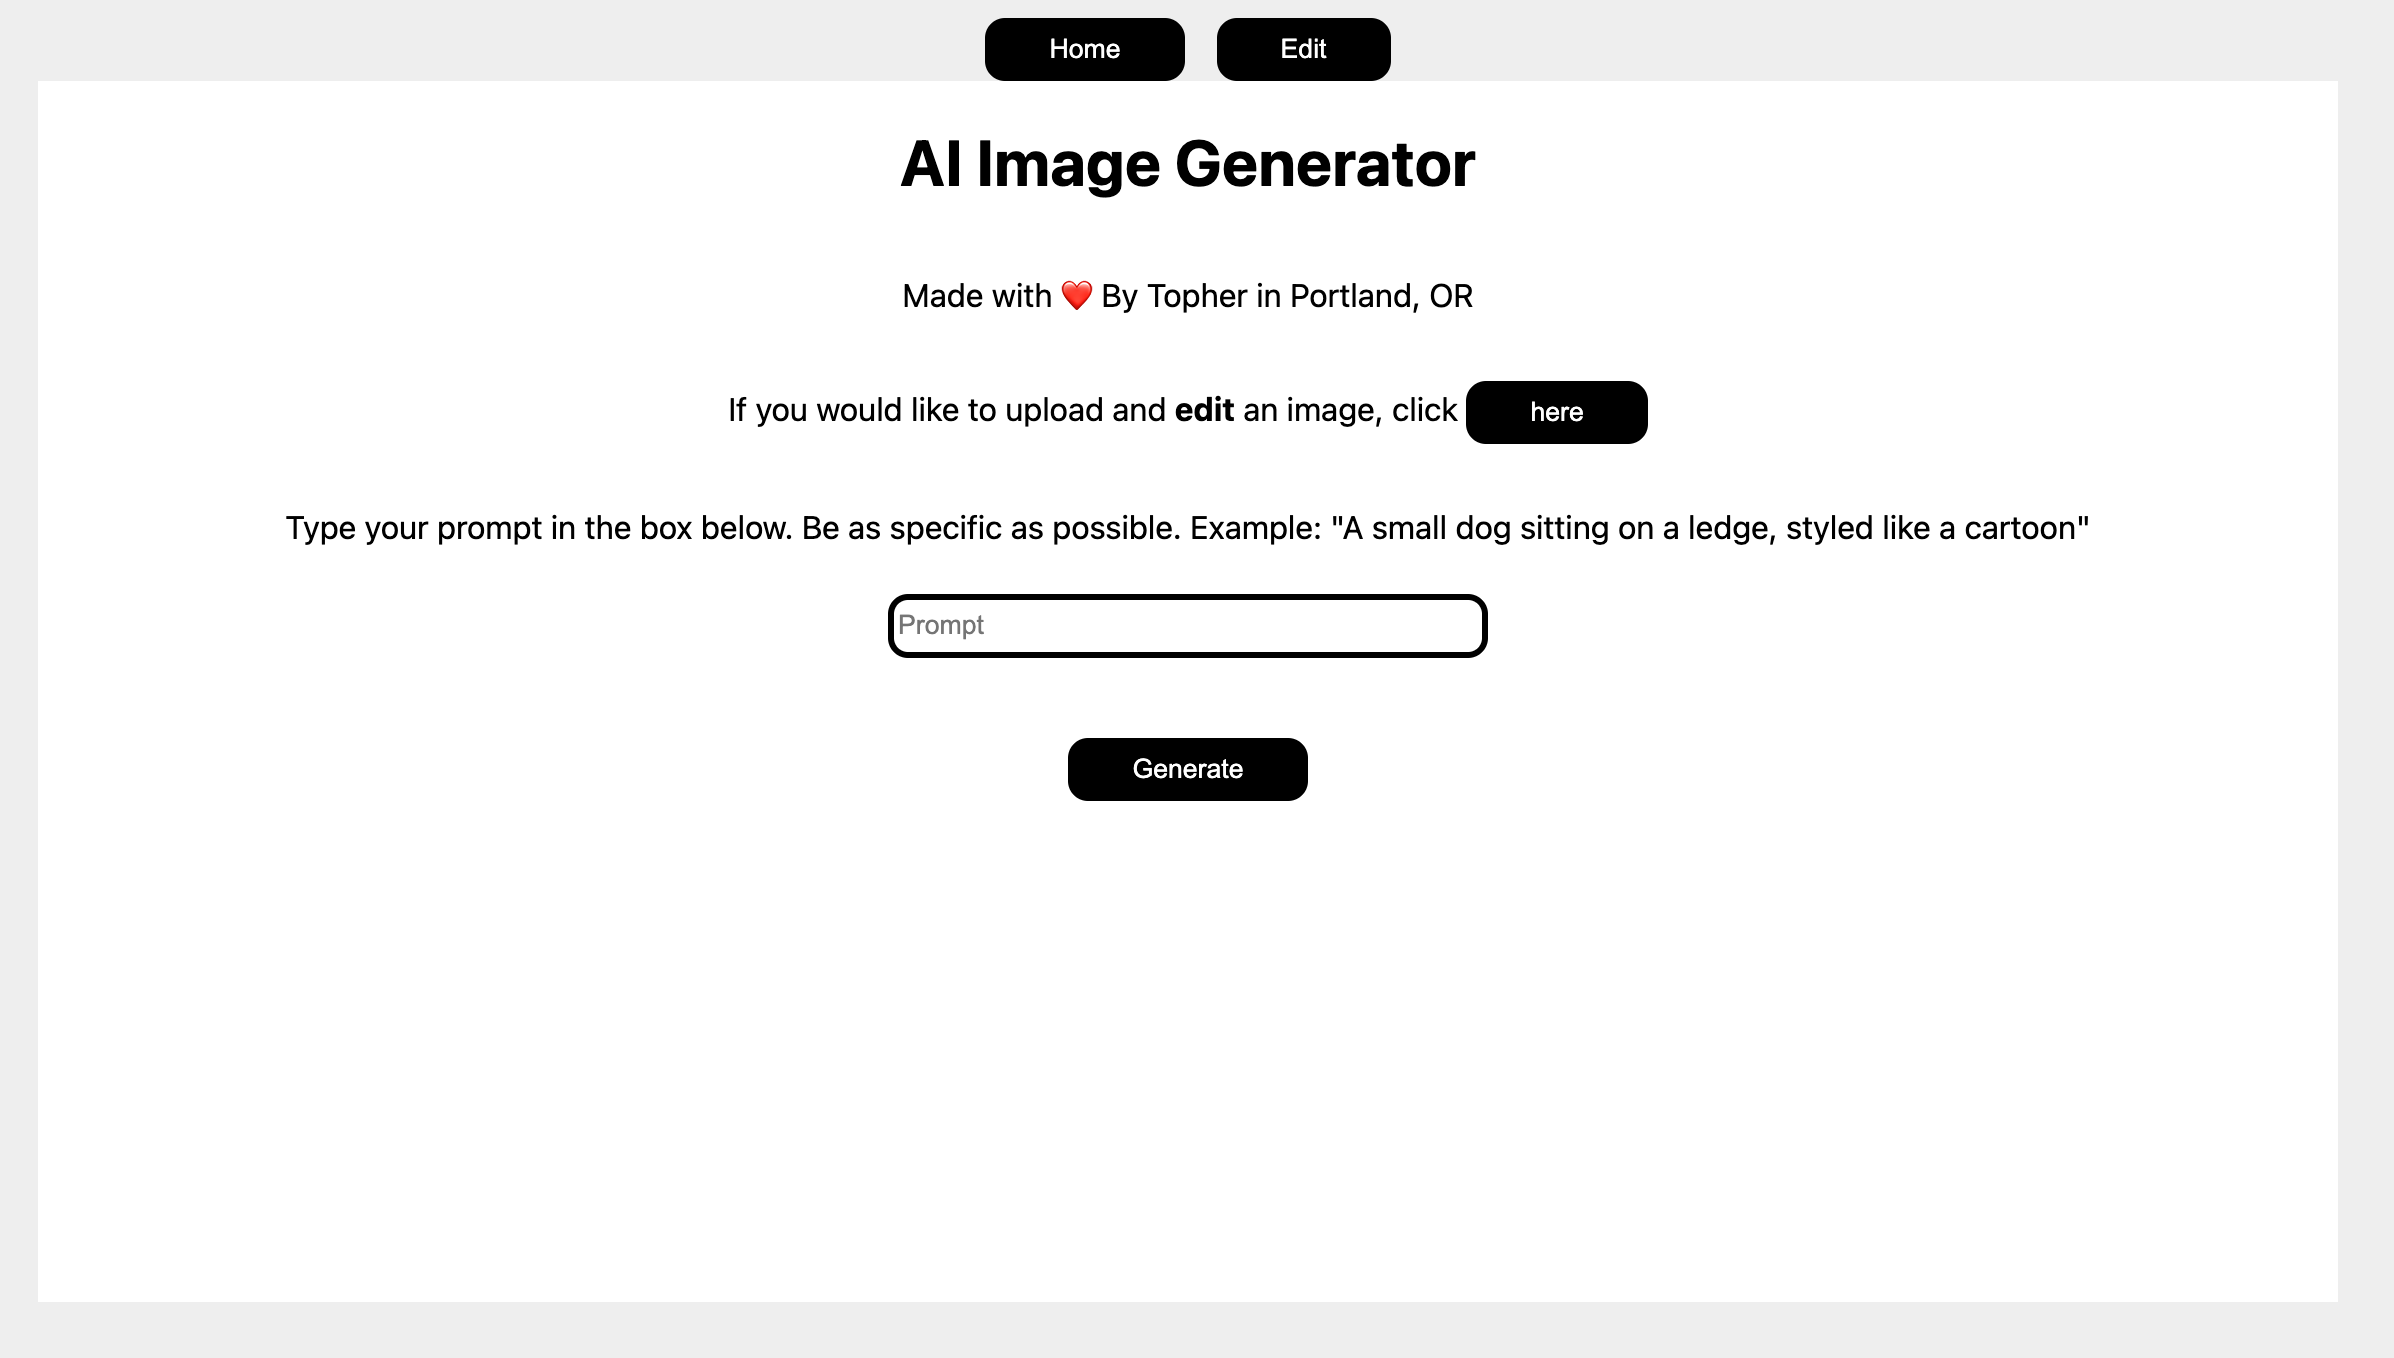 Home Edit
AI Image Generator
Made with ❤️ By Topher in Portland, OR
If you would like to upload and edit an image, click here
Type your prompt in the box below. Be as specific as possible. Example: "A small dog sitting on a ledge, styled like a cartoon"
Prompt
Generate